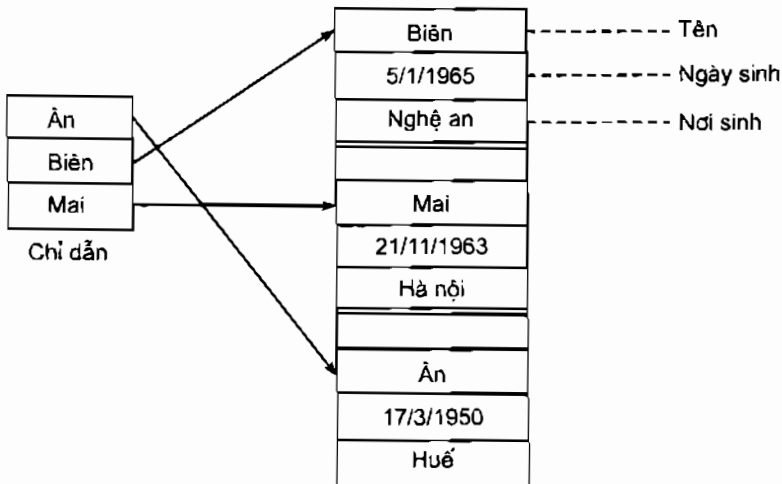 Biên
Tên
5/1/1965
Ngày sinh
Nghệ an
Nơi sinh
Ân
Biên
Mai
Chỉ dẫn
Mai
21/11/1963
Hà nội
Ân
17/3/1950
Huế